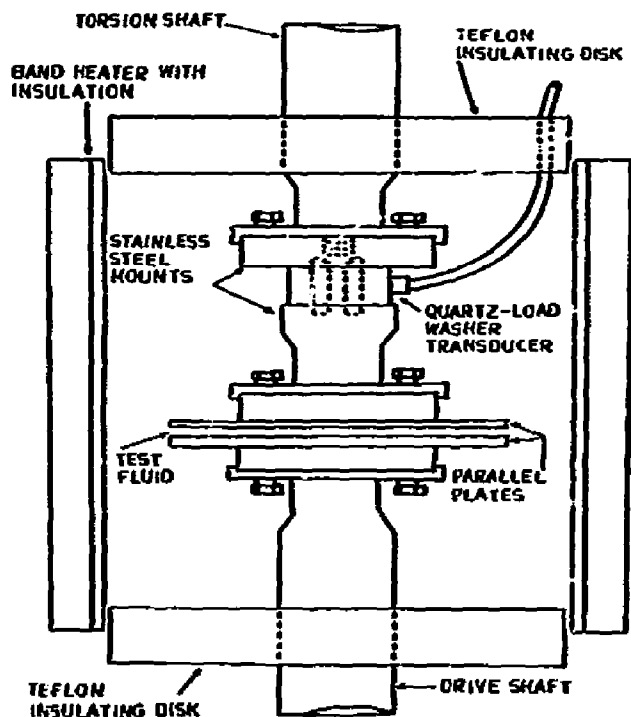 TORSION SHAFT
TEFLON
INSULATING DISK
BAND HEATER WITH
INSULATION
STAINLESS
STEEL
MOUNTS
QUARTZ-LOAD
WASHER
TRANSDUCER
TEST
FLUID
PARALLEL
PLATES
TEFLON
INSULATING DISK
DRIVE SHAFT